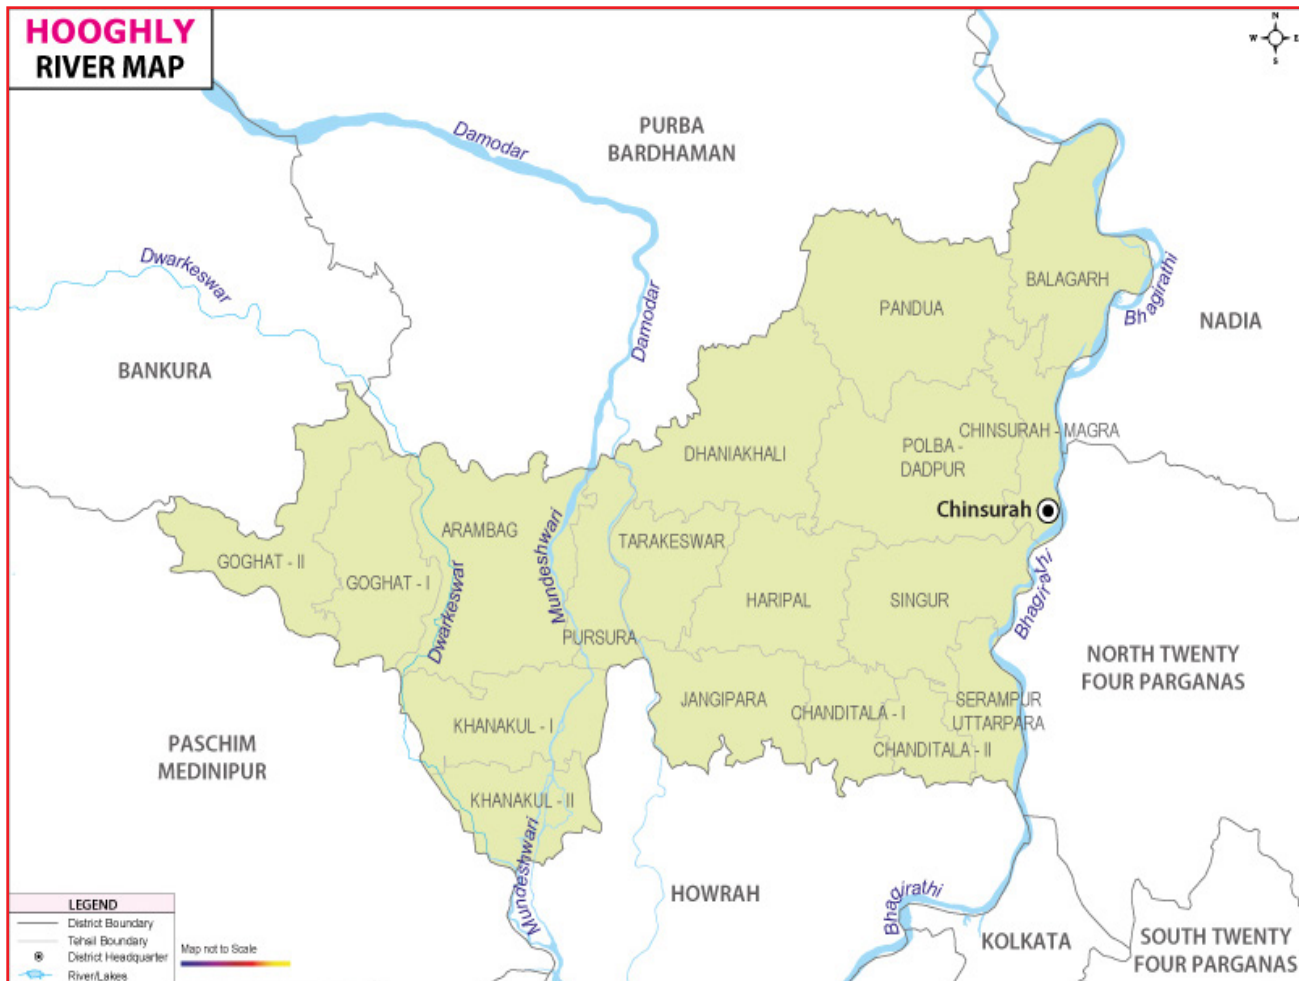 HOOGHLY
RIVER MAP
N
W
E
S
Damodar
PURBA
BARDHAMAN
Dwarkeswar
BALAGARH
Bhagirathi
PANDUA
NADIA
Damodar
BANKURA
CHINSURAH - MAGRA
DHANIAKHALI
POLBA -
DADPUR
Chinsurah
ARAMBAG
Mundeshwari
TARAKESWAR
GOGHAT - II
GOGHAT - I
Dwarkeswar
HARIPAL
SINGUR
Bhagirathi
PURSURA
NORTH TWENTY
FOUR PARGANAS
JANGIPARA
CHANDITALA - I
SERAMPUR
UTTARPARA
KHANAKUL - I
PASCHIM
MEDINIPUR
CHANDITALA - II
KHANAKUL - II
Mundeshwari
HOWRAH
Bhagirathi
KOLKATA
SOUTH TWENTY
FOUR PARGANAS
LEGEND
District Boundary
Tehsil Boundary
District Headquarter
River/Lakes
Map not to Scale